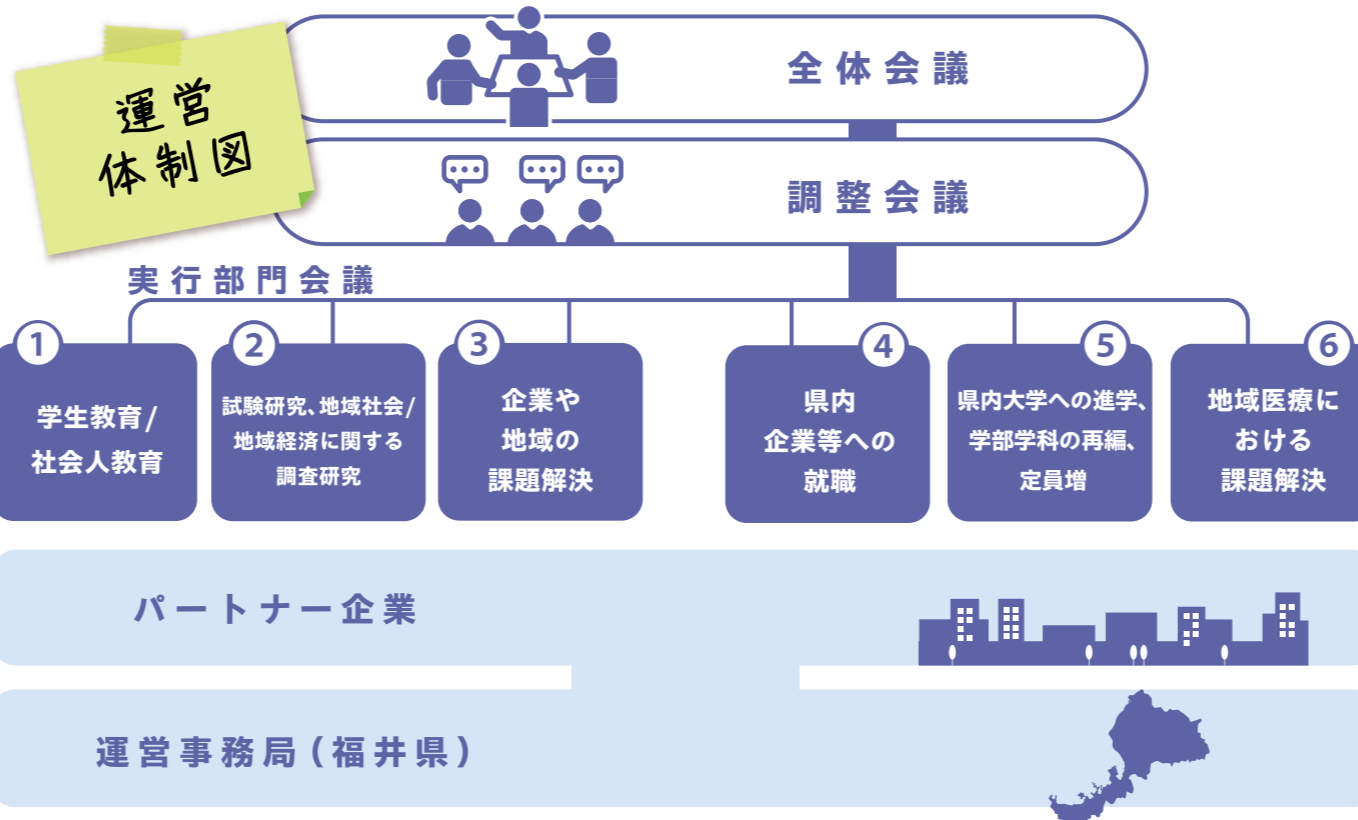 運営
体制図
全体会議
調整会議
実行部門会議
1
学生教育/
社会人教育
2
試験研究、地域社会/
地域経済に関する
調査研究
3
企業や
地域の
課題解決
4
県内
企業等への
就職
5
県内大学への進学、
学部学科の再編、
定員増
6
地域医療に
おける
課題解決
パートナー企業
運営事務局(福井県)